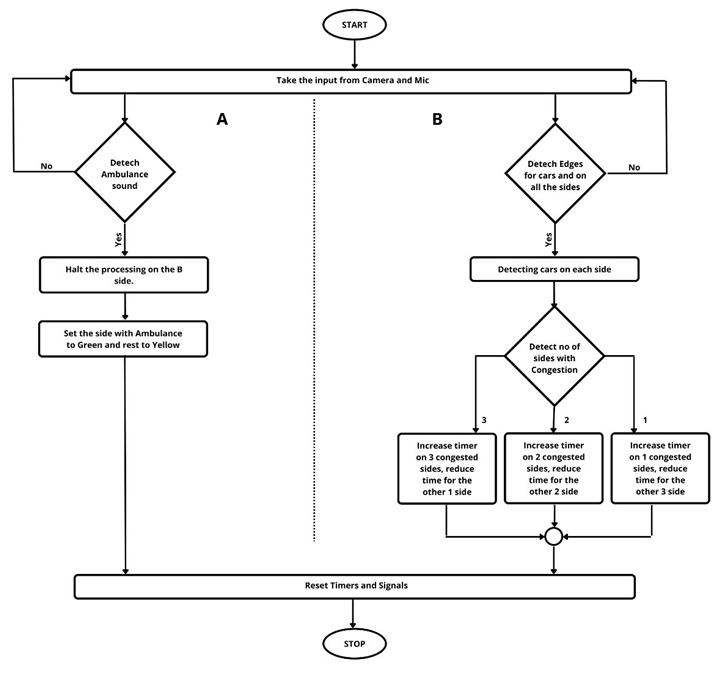 START
Take the input from Camera and Mic
A
B
Detech
Ambulance
sound
No
Detech Edges
for cars and on
all the sides
No
Yes
Yes
Halt the processing on the B
side.
Detecting cars on each side
Set the side with Ambulance
to Green and rest to Yellow
Detect no of
sides with
Congestion
3
2
1
Increase timer
on 3 congested
sides, reduce
time for the
other 1 side
Increase timer
on 2 congested
sides, reduce
time for the
other 2 side
Increase timer
on 1 congested
sides, reduce
time for the
other 3 side
Reset Timers and Signals
STOP